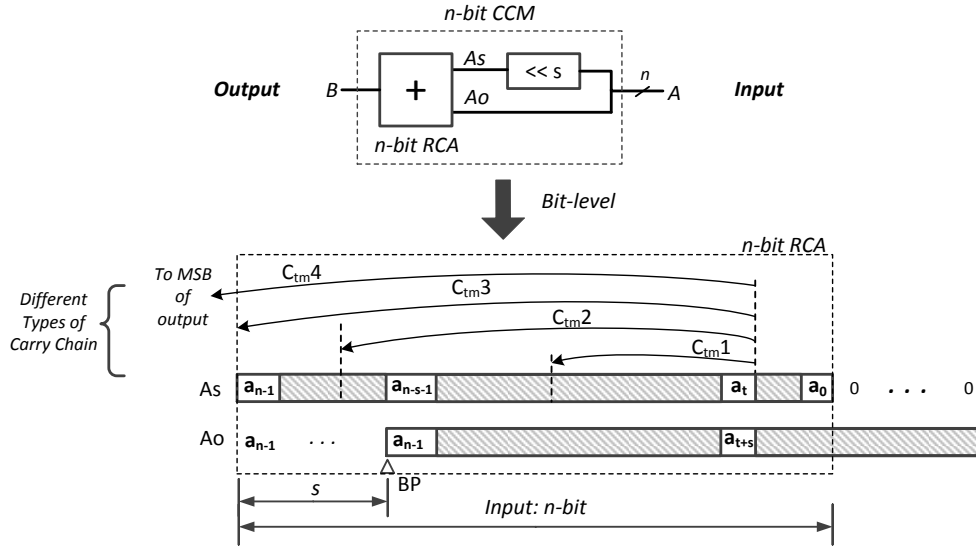 n-bit CCM
Output
B
+
As
<< s
Ao
n
A
Input
n-bit RCA
Bit-level
n-bit RCA
Different
Types of
Carry Chain
To MSB
of
output
Ctm4
Ctm3
Ctm2
Ctm1
As
an-1
an-s-1
at
a0
0 . . . 0
Ao
an-1
. . .
an-1
at+s
BP
s
Input: n-bit